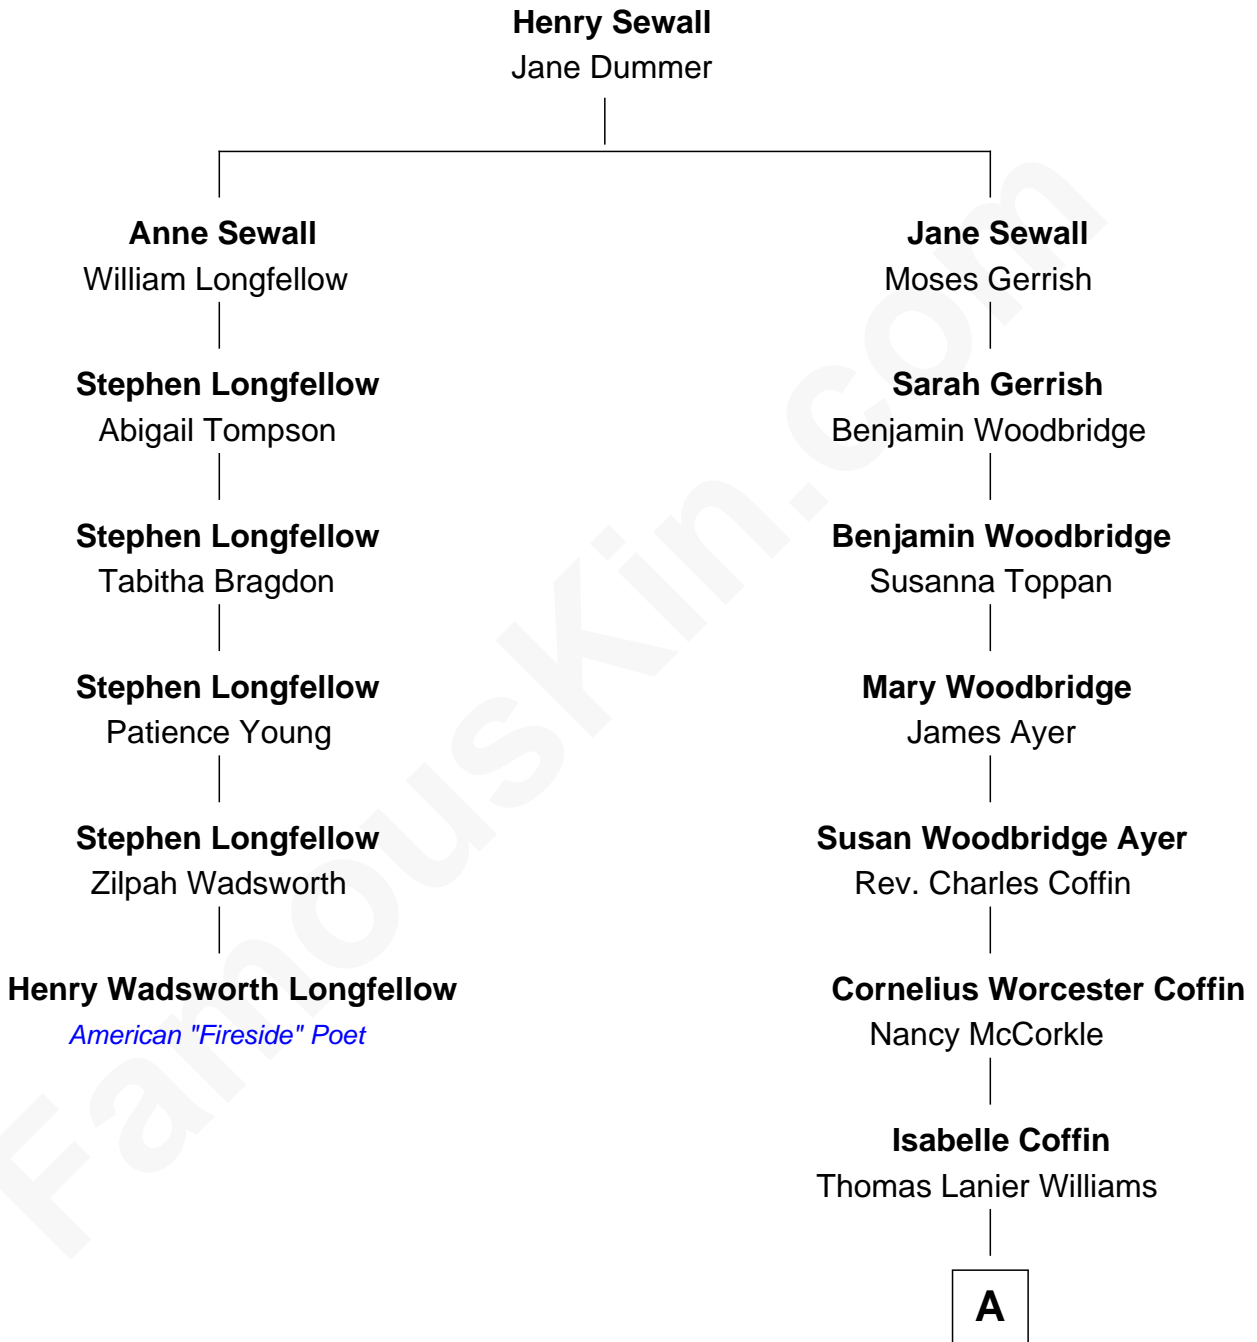 Henry Sewall
Jane Dummer
Anne Sewall
William Longfellow
Jane Sewall
Moses Gerrish
Stephen Longfellow
Abigail Tompson
Sarah Gerrish
Benjamin Woodbridge
Stephen Longfellow
Tabitha Bragdon
Benjamin Woodbridge
Susanna Toppan
Stephen Longfellow
Patience Young
Mary Woodbridge
James Ayer
Stephen Longfellow
Zilpah Wadsworth
Susan Woodbridge Ayer
Rev. Charles Coffin
Henry Wadsworth Longfellow
American "Fireside" Poet
Cornelius Worcester Coffin
Nancy McCorkle
Isabelle Coffin
Thomas Lanier Williams
A
FamousKin.com